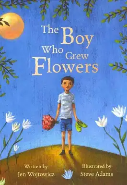 The Boy
Who Grew
Flowers
Written by Illustrated by
Jen Wojtowicz Steve Adams